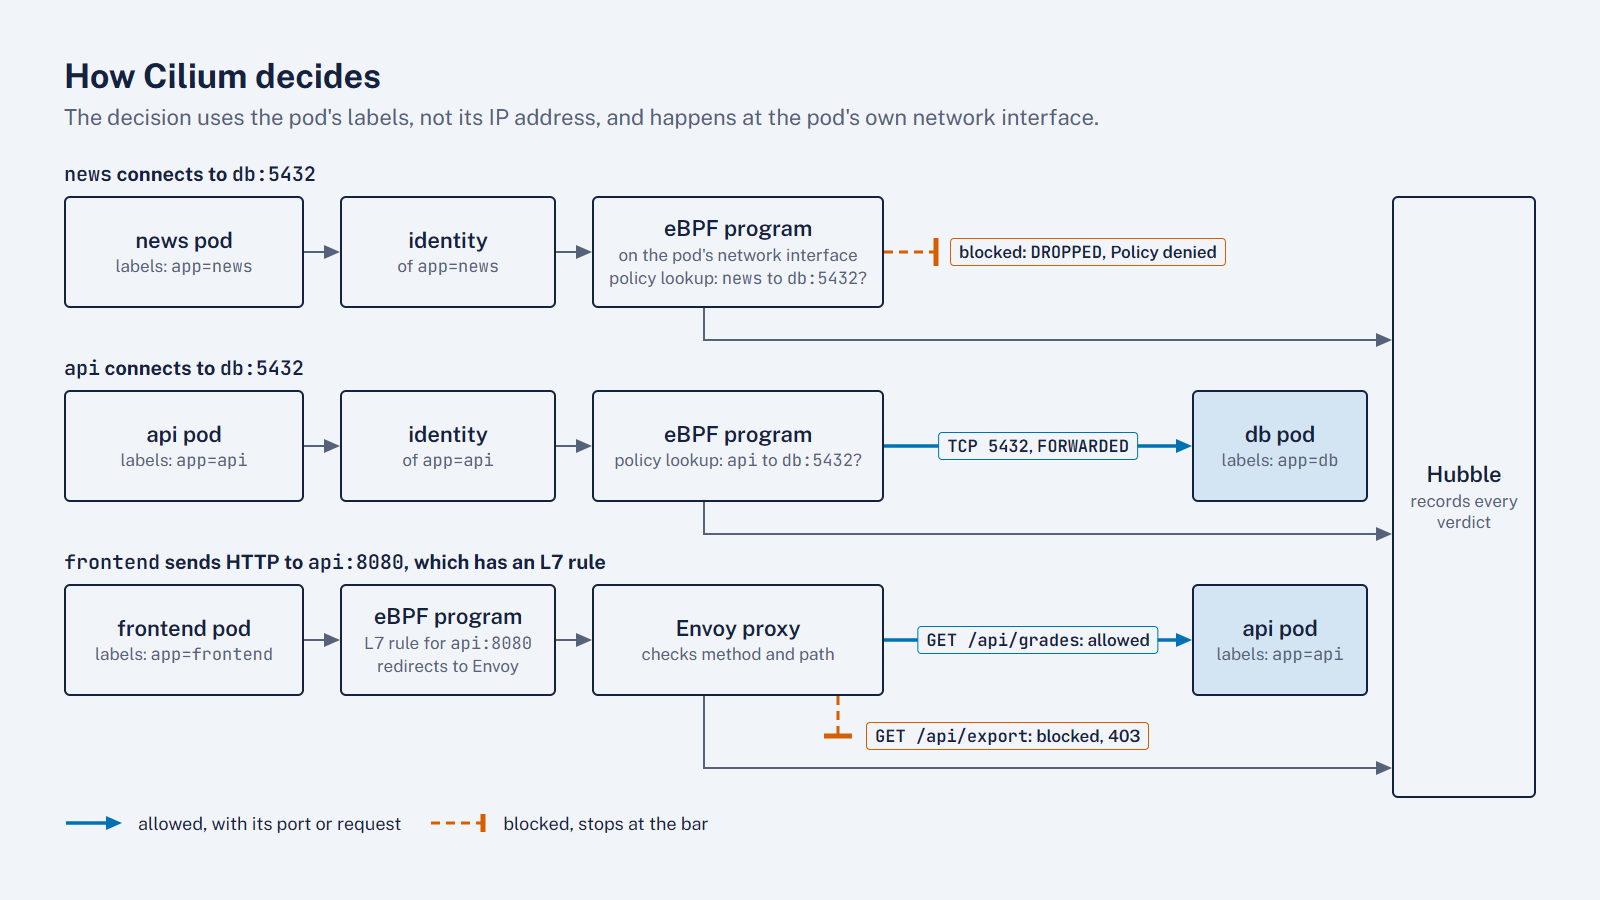 How Cilium decides
The decision uses the pod's labels, not its IP address, and happens at the pod's own network interface.
news connects to db:5432
news pod
labels: app=news
identity
of app=news
eBPF program
on the pod's network interface
policy lookup: news to db:5432?
blocked: DROPPED, Policy denied
api connects to db:5432
api pod
labels: app=api
identity
of app=api
eBPF program
policy lookup: api to db:5432?
TCP 5432, FORWARDED
db pod
labels: app=db
Hubble
records every
verdict
frontend sends HTTP to api:8080, which has an L7 rule
frontend pod
labels: app=frontend
eBPF program
L7 rule for api:8080
redirects to Envoy
Envoy proxy
checks method and path
GET /api/grades: allowed
api pod
labels: app=api
GET /api/export: blocked, 403
allowed, with its port or request
blocked, stops at the bar